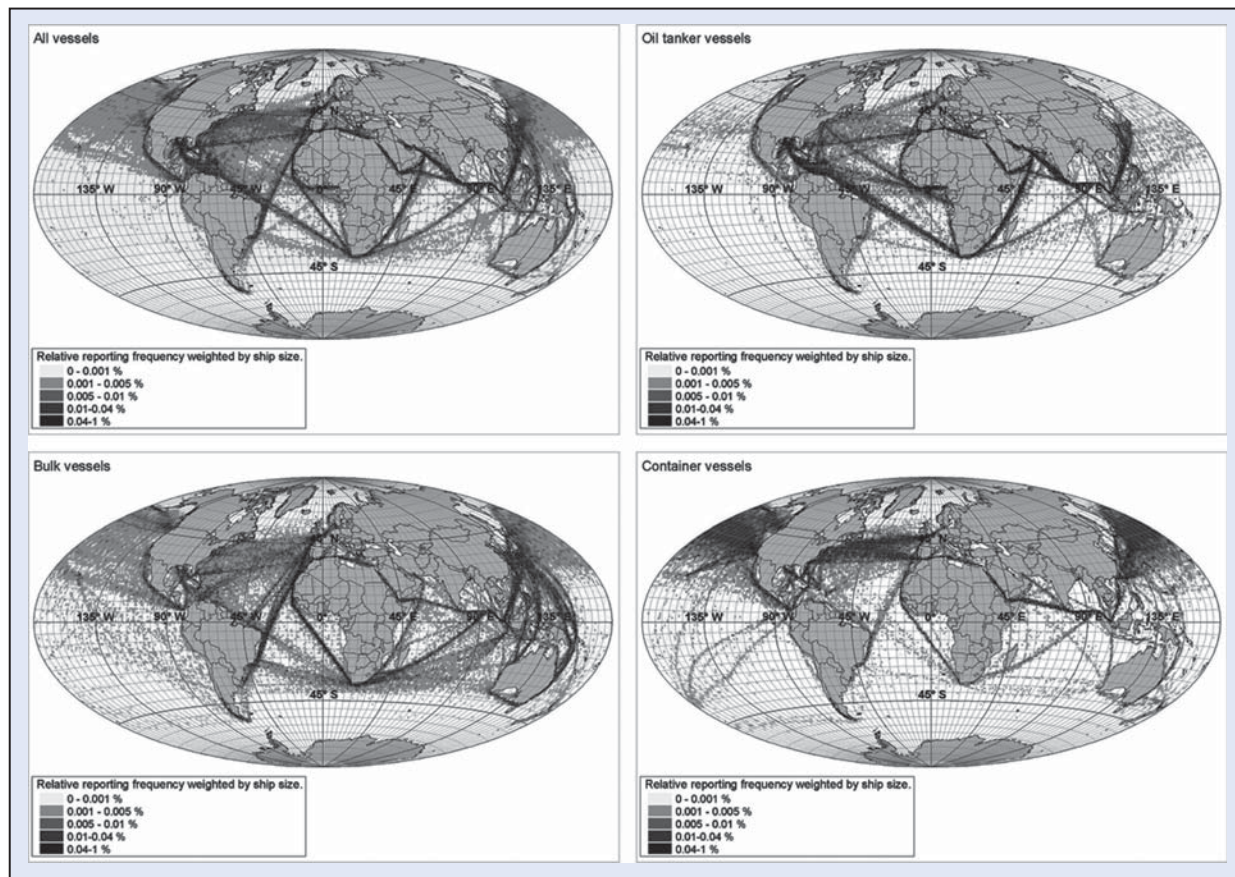 All vessels
135° W 90° W 45° W 0° 45° E 90° E 135° E
N
45° S
Relative reporting frequency weighted by ship size.
0 - 0.001 %
0.001 - 0.005 %
0.005 - 0.01 %
0.01-0.04 %
0.04-1 %
Oil tanker vessels
135° W 90° W 45° W 0° 45° E 90° E 135° E
N
45° S
Relative reporting frequency weighted by ship size.
0 - 0.001 %
0.001 - 0.005 %
0.005 - 0.01 %
0.01-0.04 %
0.04-1 %
Bulk vessels
135° W 90° W 45° W 0° 45° E 90° E 135° E
N
45° S
Relative reporting frequency weighted by ship size.
0 - 0.001 %
0.001 - 0.005 %
0.005 - 0.01 %
0.01-0.04 %
0.04-1 %
Container vessels
135° W 90° W 45° W 0° 45° E 90° E 135° E
N
45° S
Relative reporting frequency weighted by ship size.
0 - 0.001 %
0.001 - 0.005 %
0.005 - 0.01 %
0.01-0.04 %
0.04-1 %